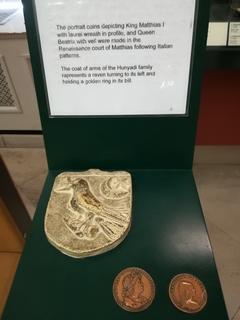 The portrait coins depicting King Matthias I
with laurel wreath in profile, and Queen
Beatrix with veil were made in the
Renaissance court of Matthias following Italian
patterns.
The coat of arms of the Hunyadi family
represents a raven turning to its left and
holding a golden ring in its bill.